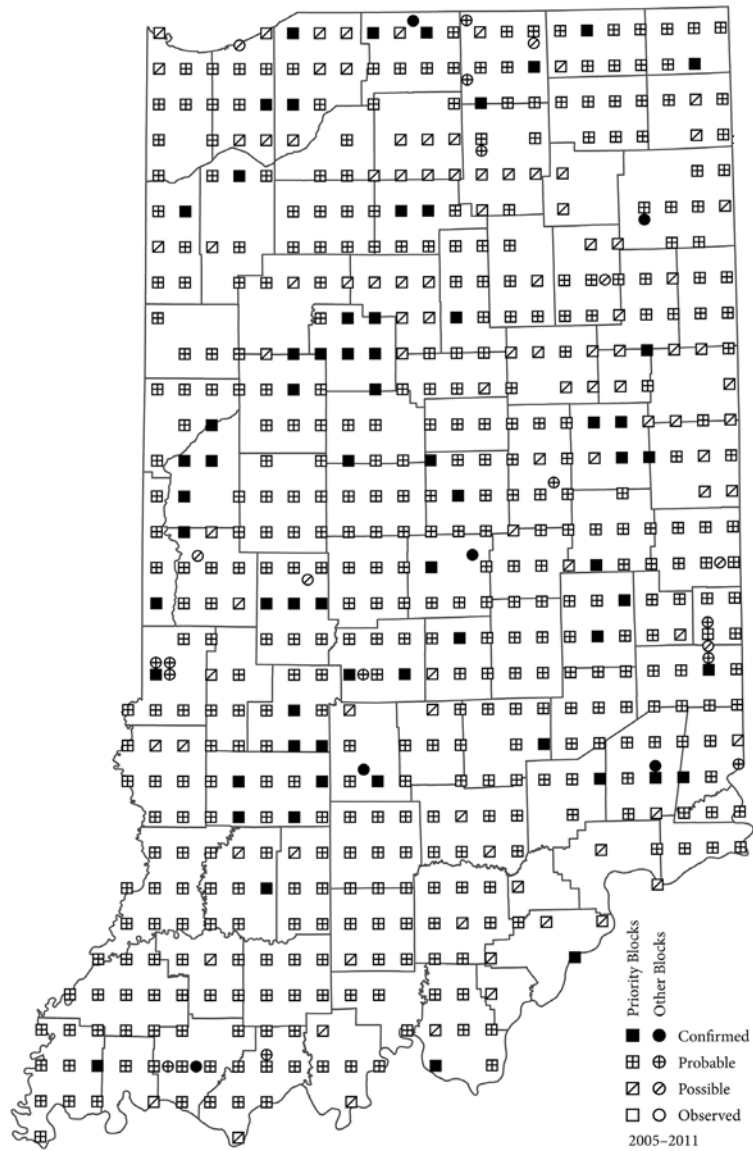 Priority Blocks
Other Blocks
Confirmed
Probable
Possible
Observed
2005–2011